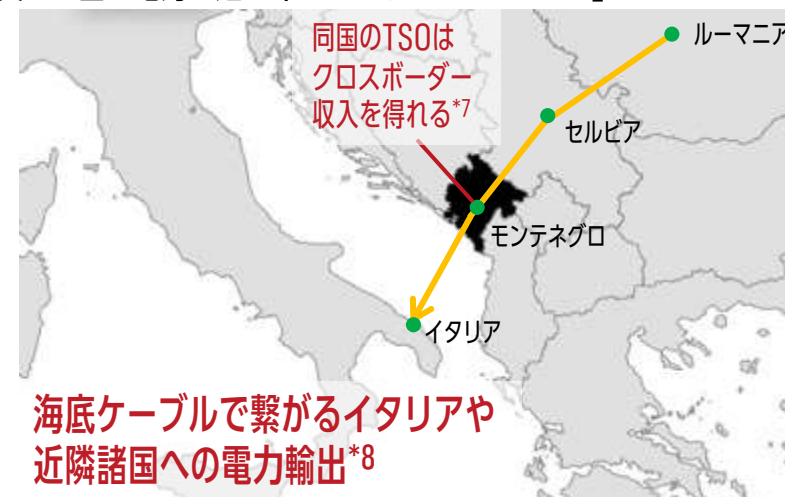 同国のTSOは
クロスボーダー
収入を得れる*7
ルーマニア
セルビア
モンテネグロ
イタリア
海底ケーブルで繋がるイタリアや
近隣諸国への電力輸出*8